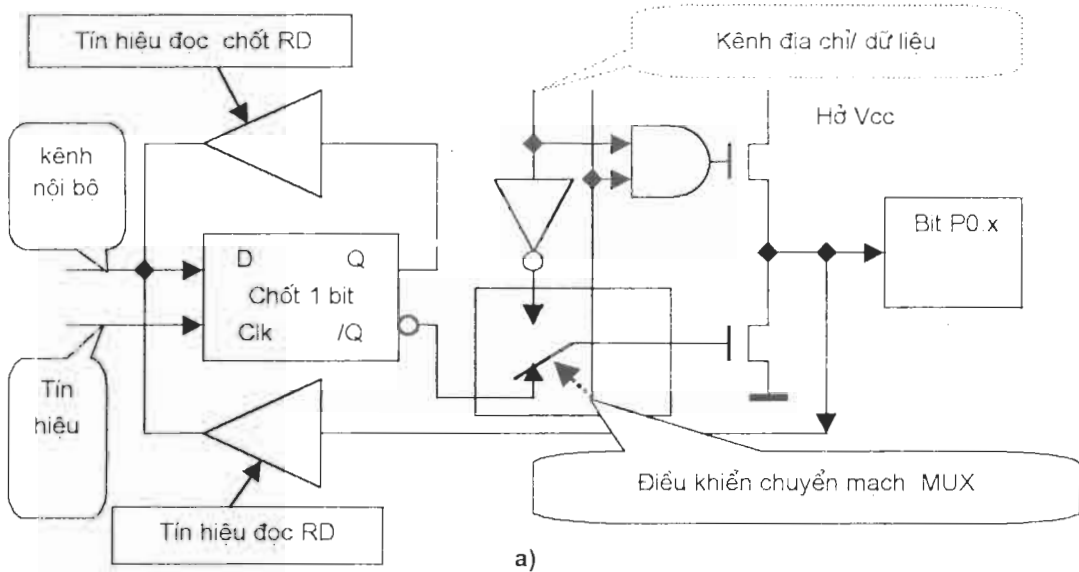 Tín hiệu đọc chốt RD
Kênh địa chỉ/ dữ liệu
Hở Vcc
kênh
nội bộ
Bit P0.x
D Q
Chốt 1 bit
Clk /Q
Tín
hiệu
Điều khiển chuyển mạch MUX
Tín hiệu đọc RD
a)